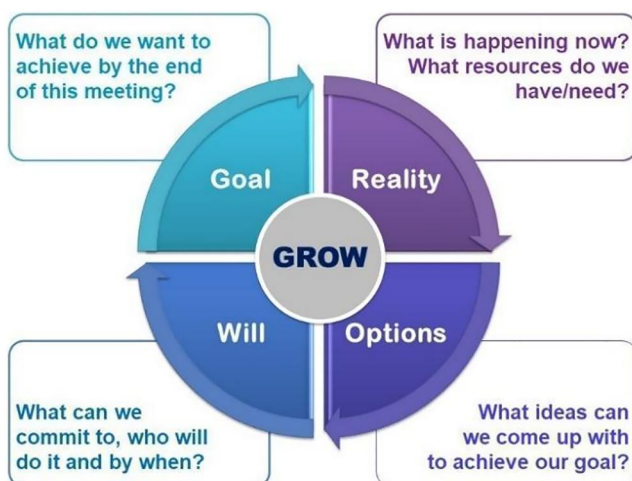 What do we want to
achieve by the end
of this meeting?
What is happening now?
What resources do we
have/need?
Goal
Reality
GROW
Will
Options
What can we
commit to, who will
do it and by when?
What ideas can
we come up with
to achieve our goal?